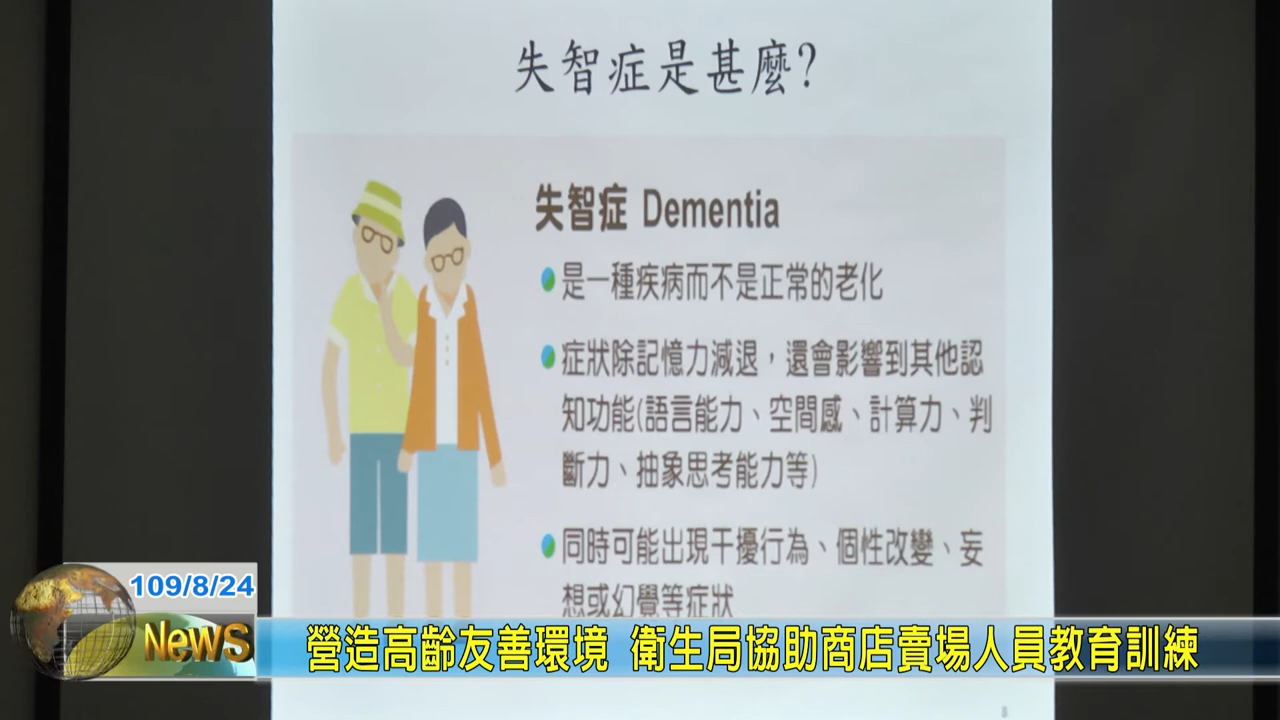 失智症是甚麼?
失智症 Dementia
是一種疾病而不是正常的老化
症狀除記憶力減退，還會影響到其他認
知功能(語言能力、空間感、計算力、判
斷力、抽象思考能力等)
同時可能出現干擾行為、個性改變、妄
想或幻覺等症狀
109/8/24
NewS
營造高齡友善環境 衛生局協助商店賣場人員教育訓練
8